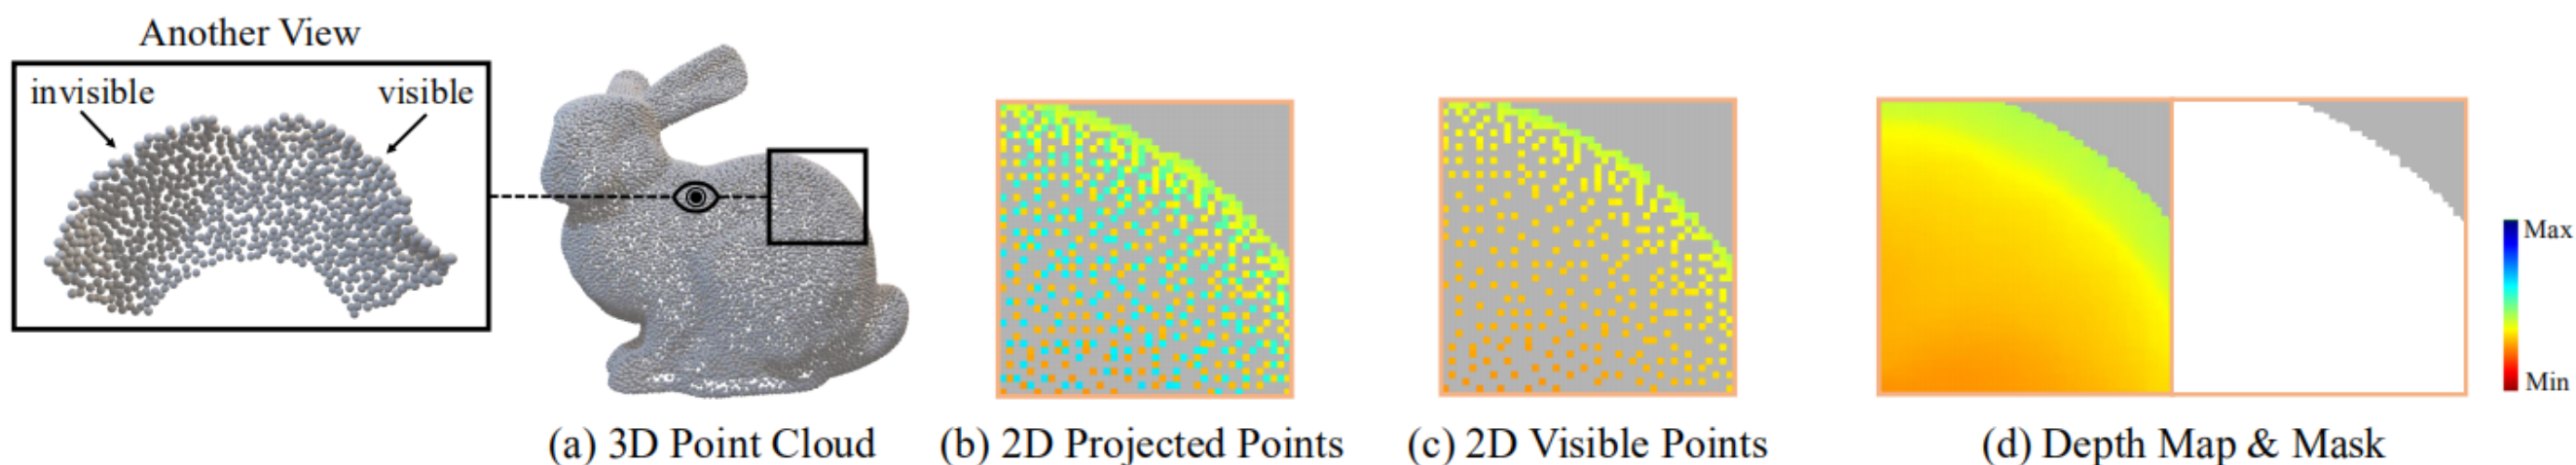 Another View
invisible
visible
Max
Min
(a) 3D Point Cloud
(b) 2D Projected Points
(c) 2D Visible Points
(d) Depth Map & Mask